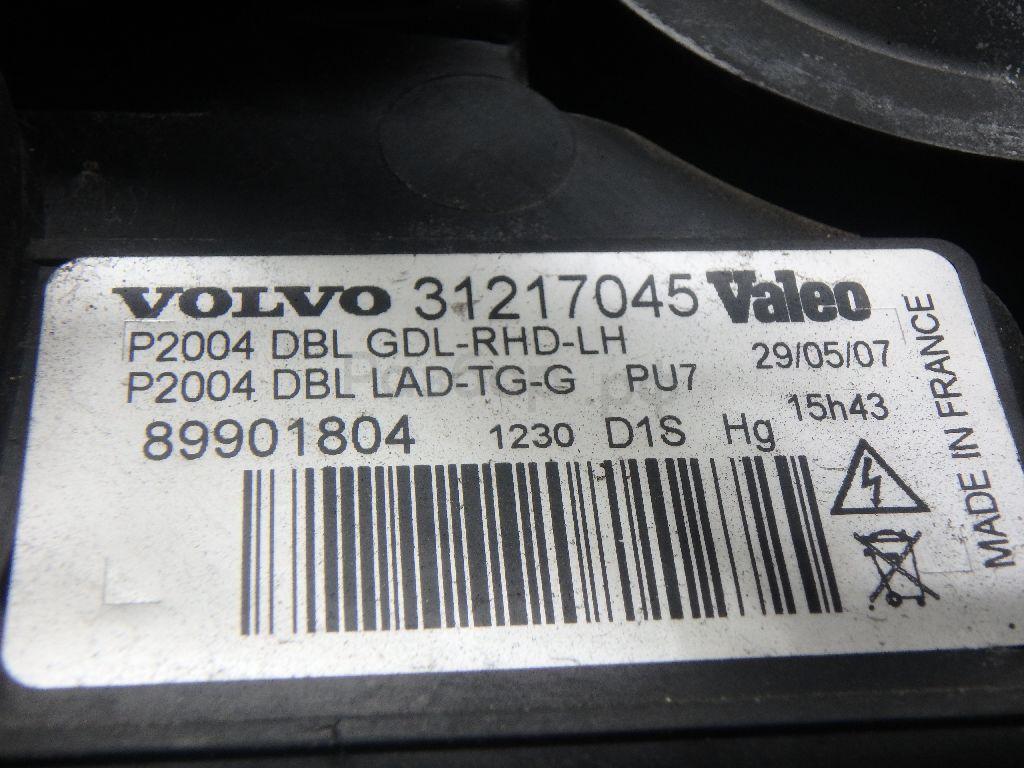 VOLVO 31217045 Valeo
P2004 DBL GDL-RHD-LH 29/05/07
P2004 DBL LAD-TG-G PU7 15h43
89901804 1230 D1S Hg
MADE IN FRANCE